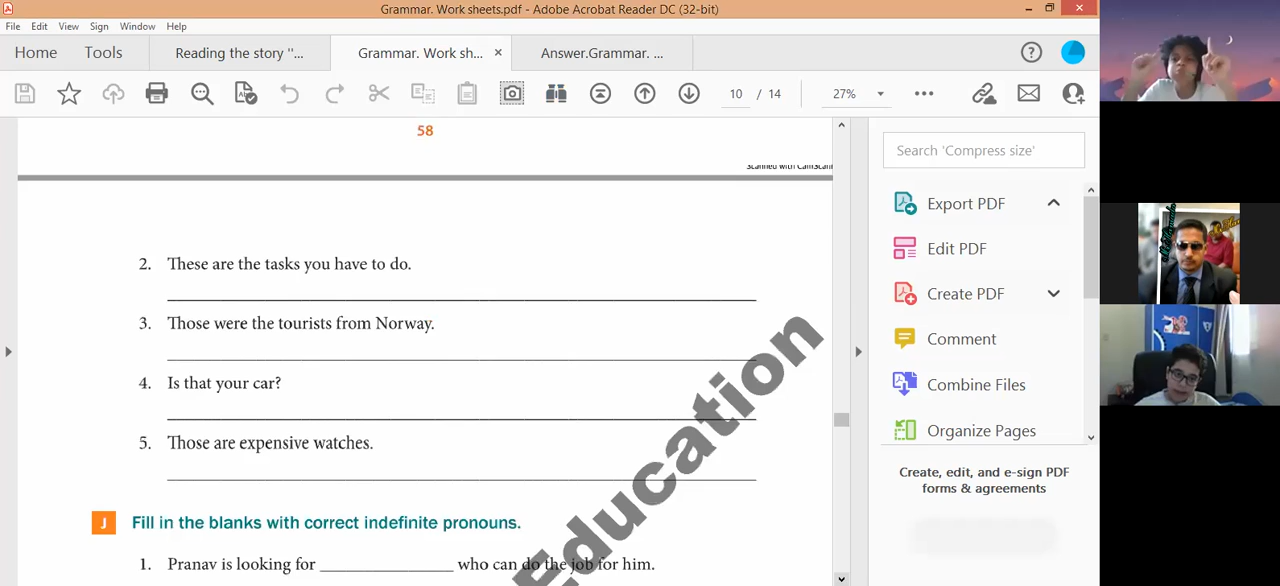 Grammar. Work sheets.pdf - Adobe Acrobat Reader DC (32-bit)
File Edit View Sign Window Help
Home Tools Reading the story "... Grammar. Work sh... × Answer.Grammar. ...
10 / 14 27%
58
Scanned with CamScan
2. These are the tasks you have to do.
3. Those were the tourists from Norway.
4. Is that your car?
5. Those are expensive watches.
J Fill in the blanks with correct indefinite pronouns.
1. Pranav is looking for ________________ who can do the job for him.
Education
Search 'Compress size'
Export PDF
Edit PDF
Create PDF
Comment
Combine Files
Organize Pages
Create, edit, and e-sign PDF
forms & agreements